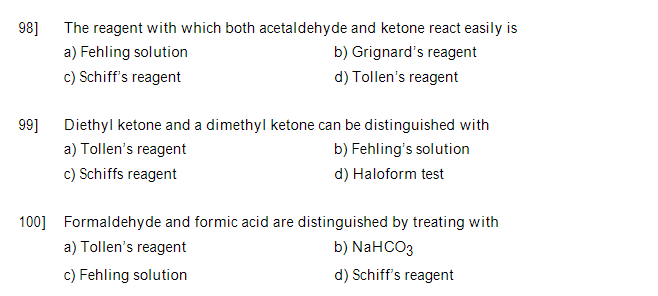 98] The reagent with which both acetaldehyde and ketone react easily is
a) Fehling solution b) Grignard's reagent
c) Schiff's reagent d) Tollen's reagent
99] Diethyl ketone and a dimethyl ketone can be distinguished with
a) Tollen's reagent b) Fehling's solution
c) Schiffs reagent d) Haloform test
100] Formaldehyde and formic acid are distinguished by treating with
a) Tollen's reagent b) NaHCO3
c) Fehling solution d) Schiff's reagent